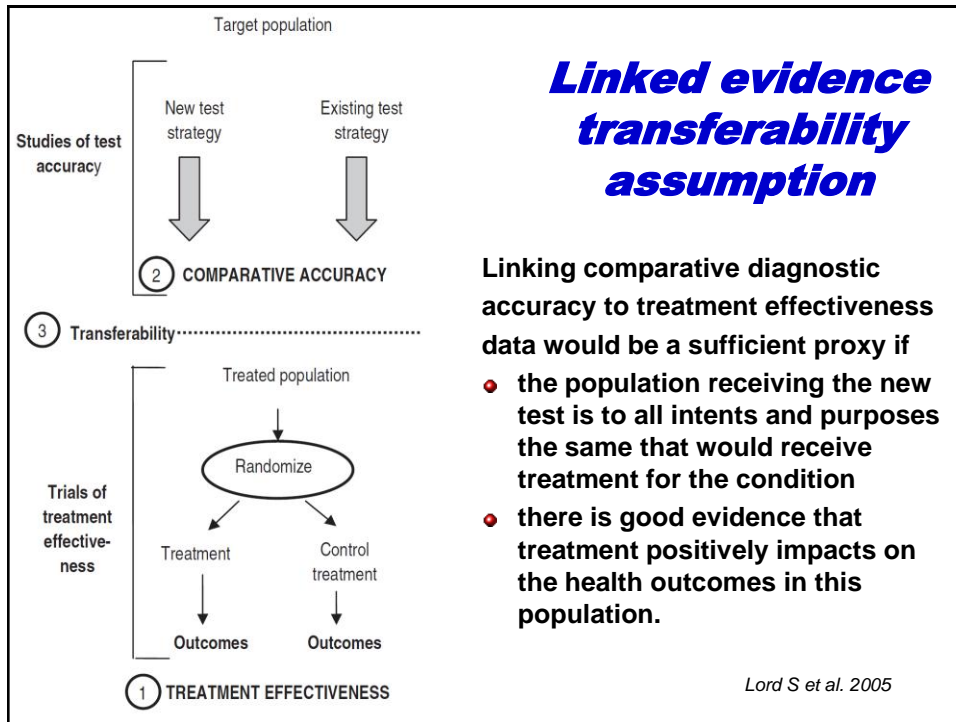 Target population
New test
strategy
Existing test
strategy
Studies of test
accuracy
2 COMPARATIVE ACCURACY
3 Transferability
Treated population
Randomize
Trials of
treatment
effective-
ness
Treatment
Control
treatment
Outcomes
Outcomes
1 TREATMENT EFFECTIVENESS
Linked evidence
transferability
assumption
Linking comparative diagnostic
accuracy to treatment effectiveness
data would be a sufficient proxy if
the population receiving the new
test is to all intents and purposes
the same that would receive
treatment for the condition
there is good evidence that
treatment positively impacts on
the health outcomes in this
population.
Lord S et al. 2005